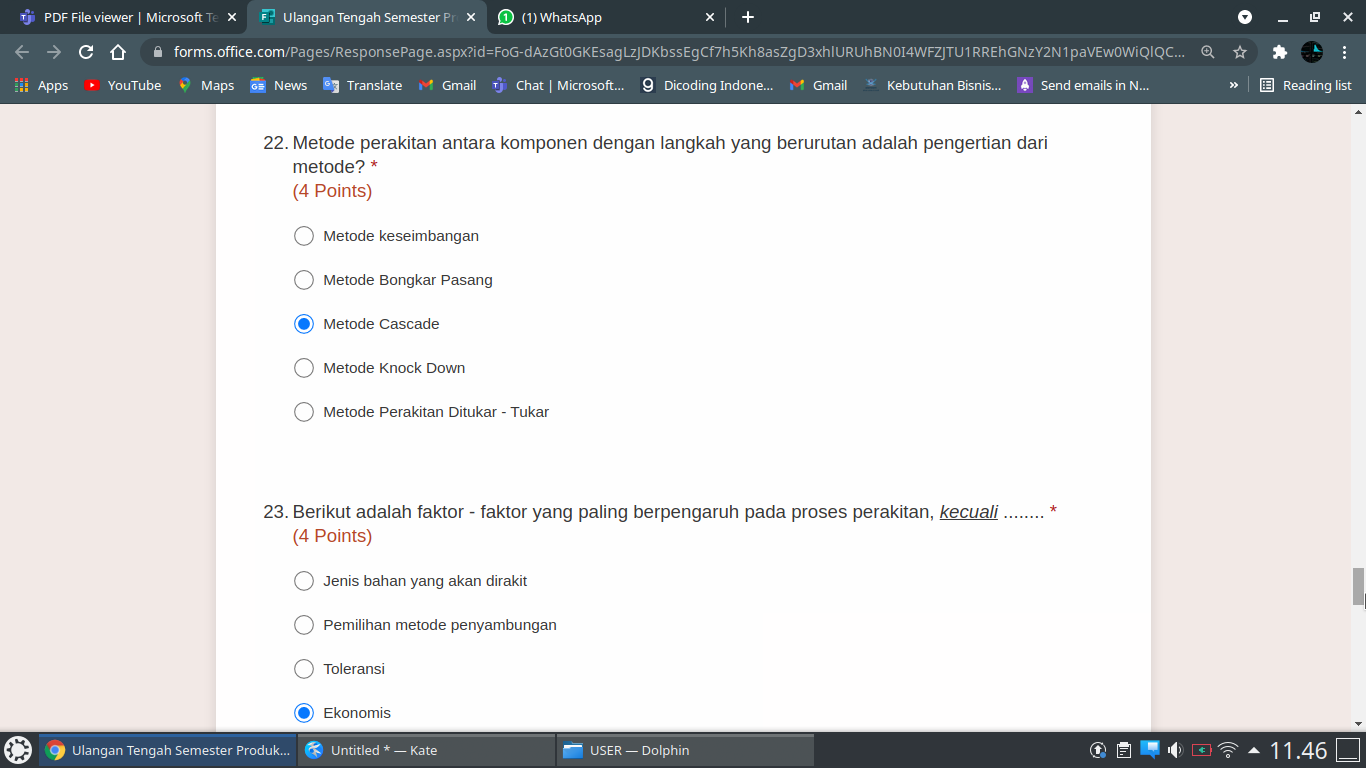 PDF File viewer | Microsoft Te
Ulangan Tengah Semester Pr
(1) WhatsApp
forms.office.com/Pages/ResponsePage.aspx?id=FoG-dAzGt0GKEsagLzJDKbssEgCf7h5Kh8asZgD3xhlURUhBN0I4WFZJTU1RREhGNzY2N1paVEw0WiQlQC...
Apps YouTube Maps News Translate Gmail Chat | Microsoft... Dicoding Indone... Gmail Kebutuhan Bisnis... Send emails in N... » Reading list
22. Metode perakitan antara komponen dengan langkah yang berurutan adalah pengertian dari
metode? *
(4 Points)
Metode keseimbangan
Metode Bongkar Pasang
Metode Cascade
Metode Knock Down
Metode Perakitan Ditukar - Tukar
23. Berikut adalah faktor - faktor yang paling berpengaruh pada proses perakitan, kecuali ........ *
(4 Points)
Jenis bahan yang akan dirakit
Pemilihan metode penyambungan
Toleransi
Ekonomis
Ulangan Tengah Semester Produk...
Untitled * — Kate
USER — Dolphin
11.46